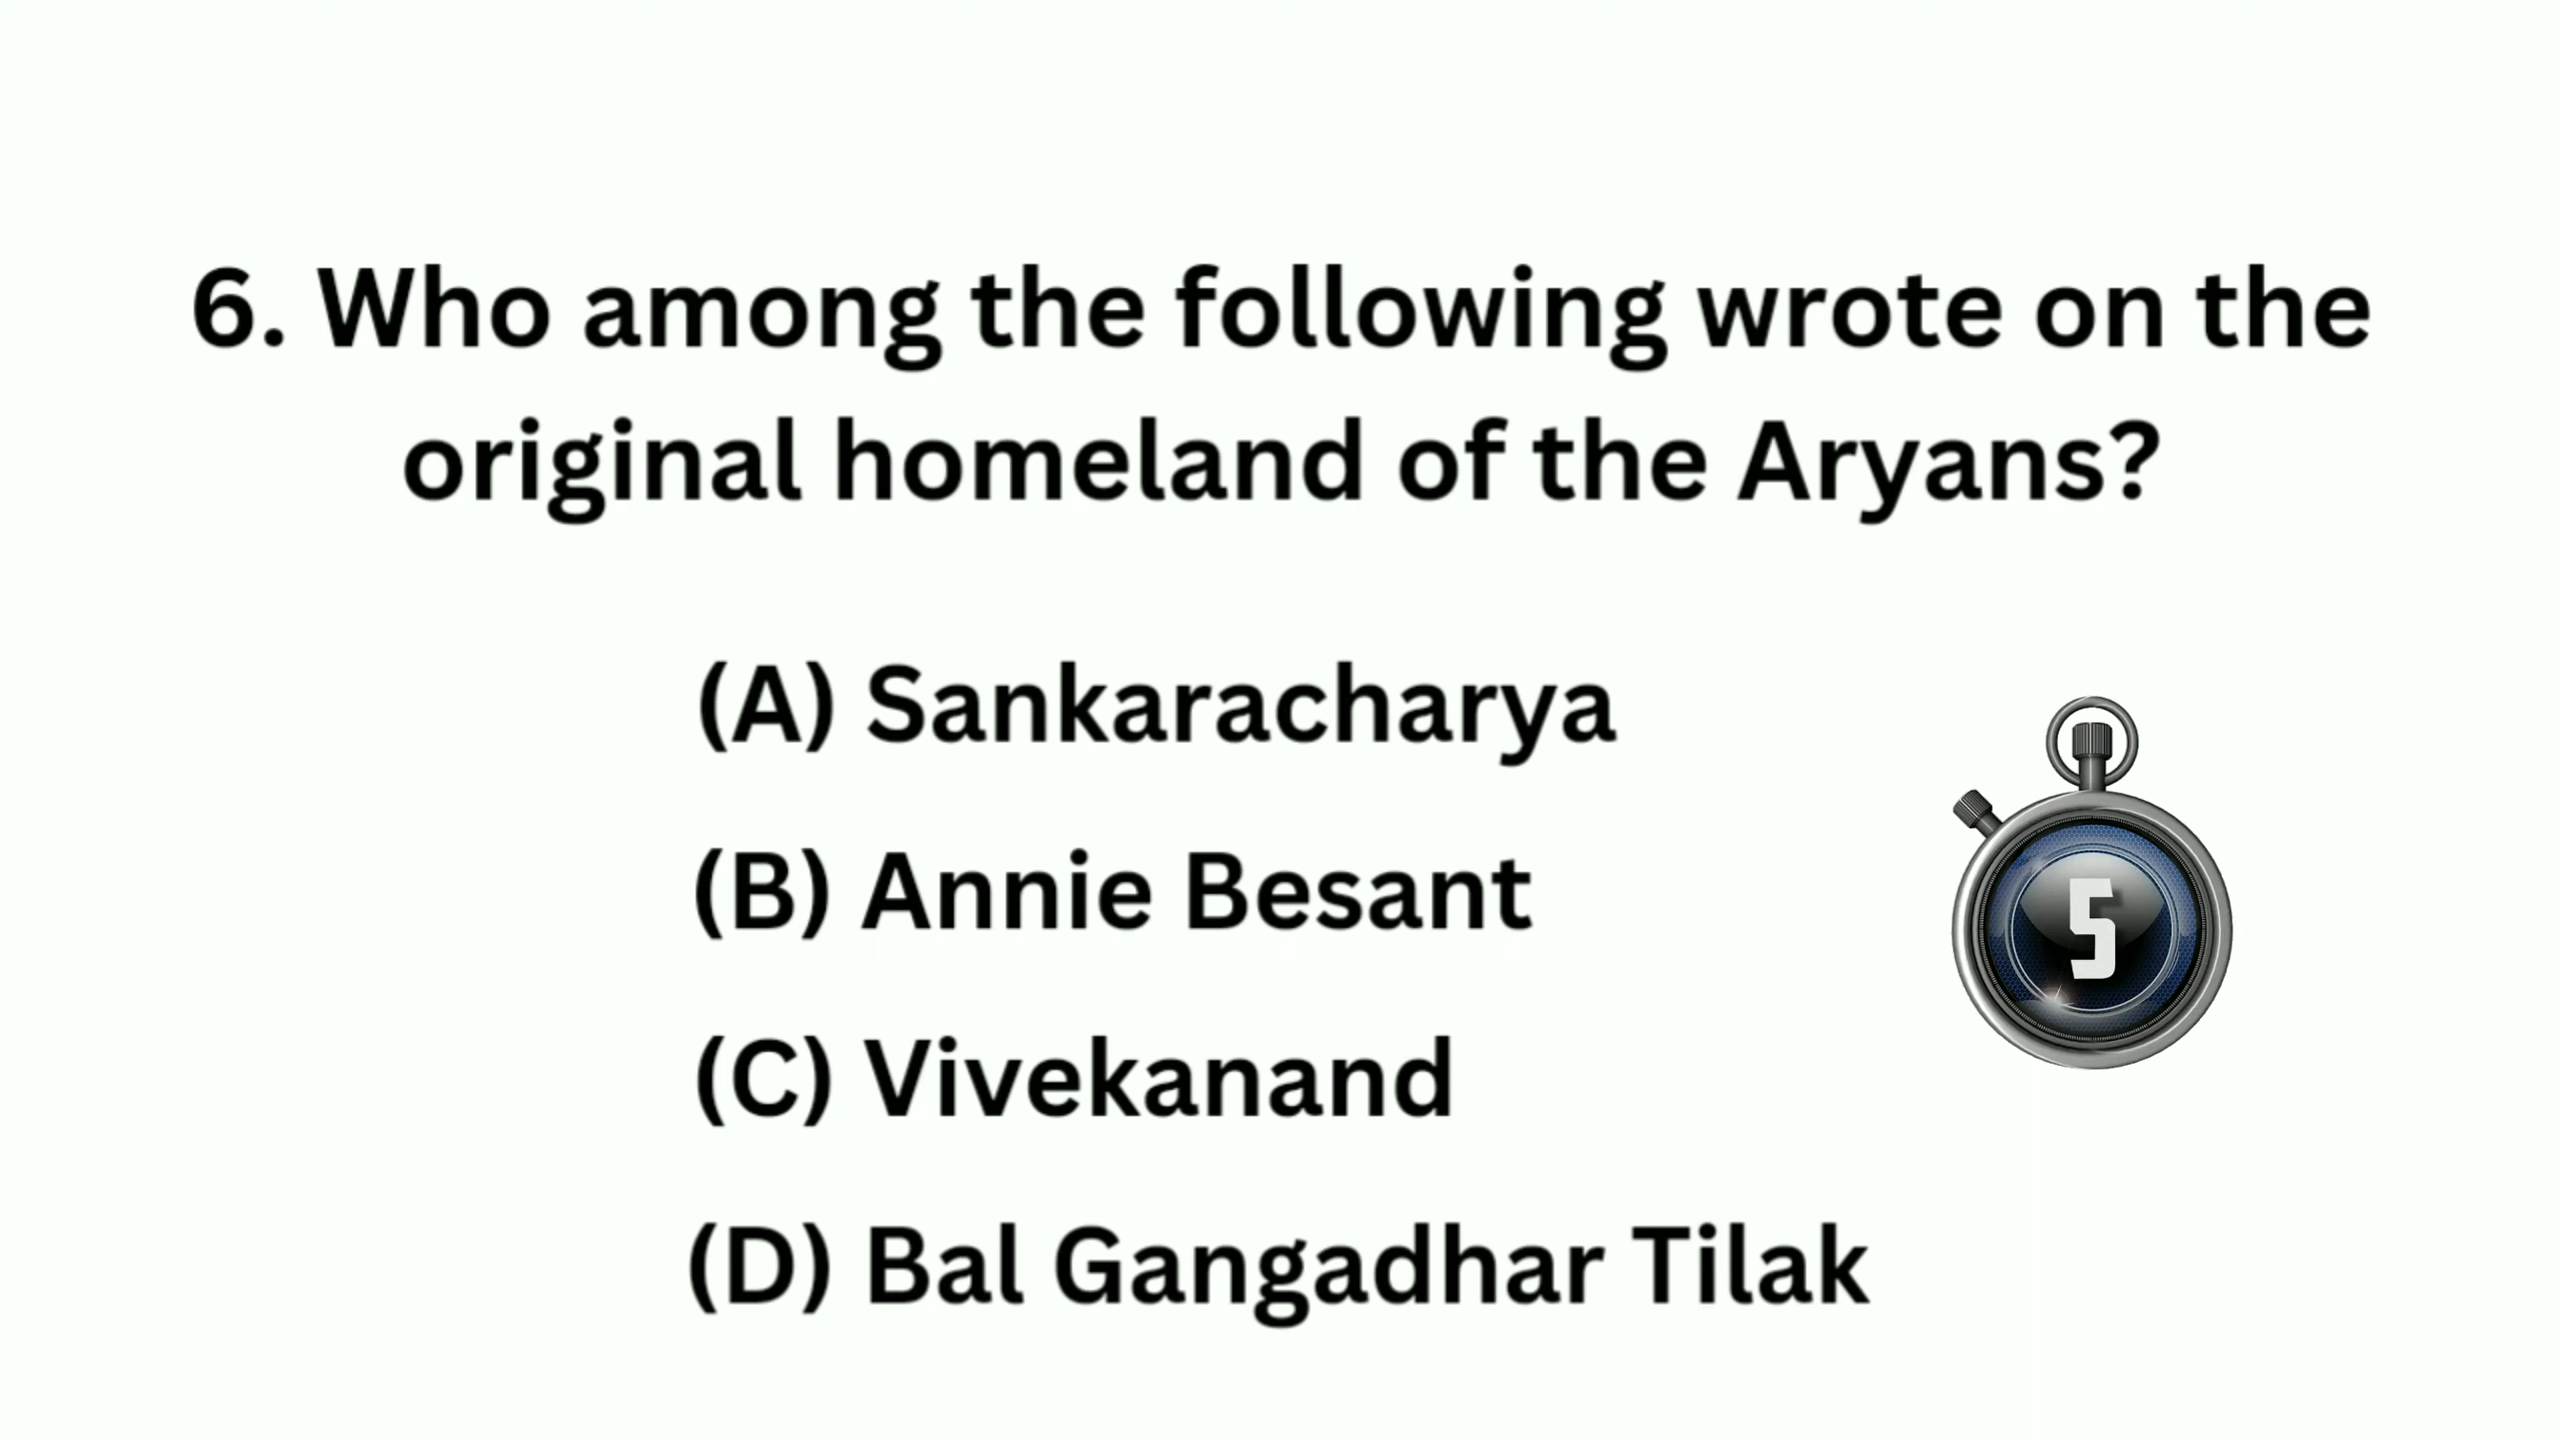 6. Who among the following wrote on the
original homeland of the Aryans?
(A) Sankaracharya
(B) Annie Besant
(C) Vivekanand
(D) Bal Gangadhar Tilak
5